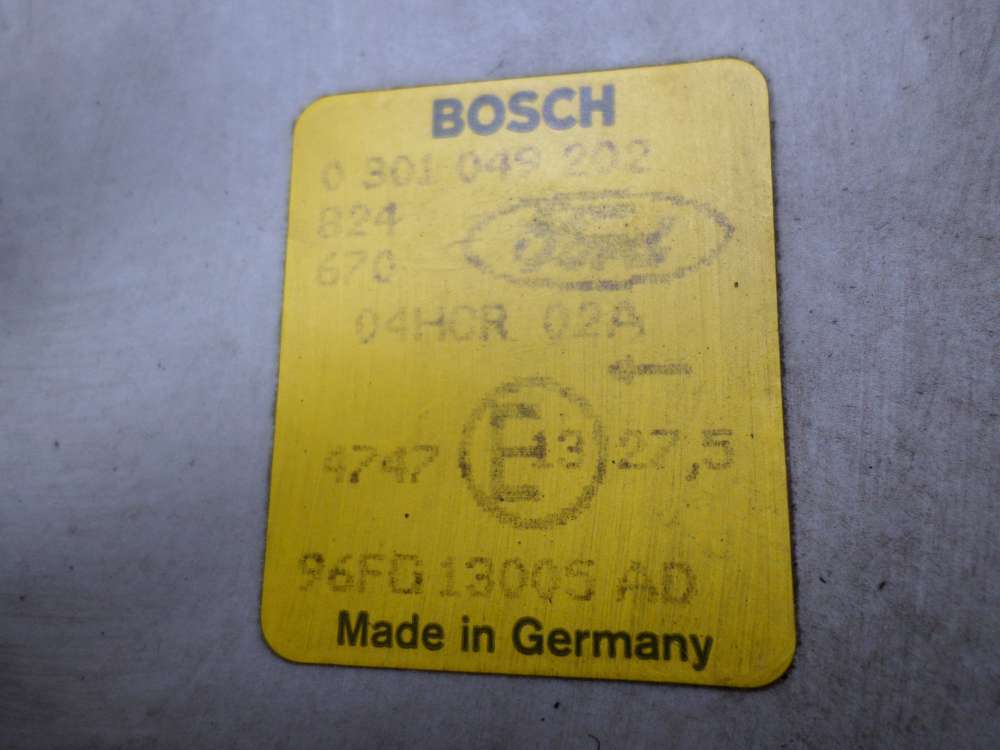 BOSCH
0 301 049 202
824
Ford
670
04HCR 02A
4747 E13 27,5
96FG 13005 AD
Made in Germany